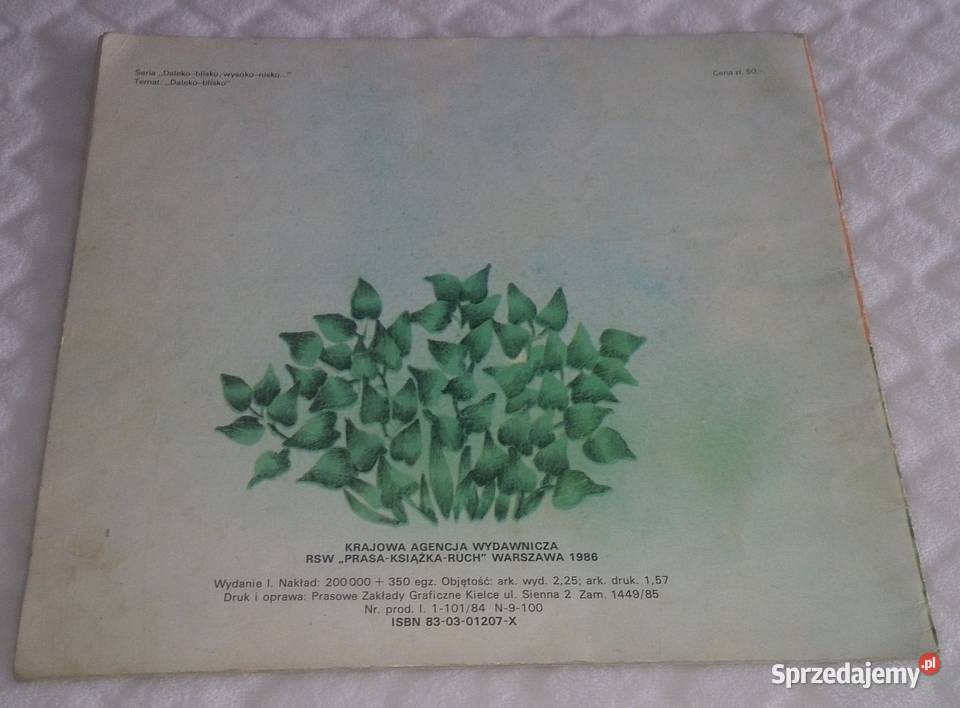 Seria „Daleko-blisko, wysoko-nisko..."
Temat: „Daleko-blisko"
Cena zł. 90,-
KRAJOWA AGENCJA WYDAWNICZA
RSW „PRASA-KSIĄŻKA-RUCH" WARSZAWA 1986
Wydanie I. Nakład: 200 000 + 350 egz. Objętość: ark. wyd. 2,25; ark. druk. 1,57
Druk i oprawa: Prasowe Zakłady Graficzne Kielce ul. Sienna 2 Zam. 1449/85
Nr. prod. I. 1-101/84 N-9-100
ISBN 83-03-01207-X
Sprzedajemy.pl